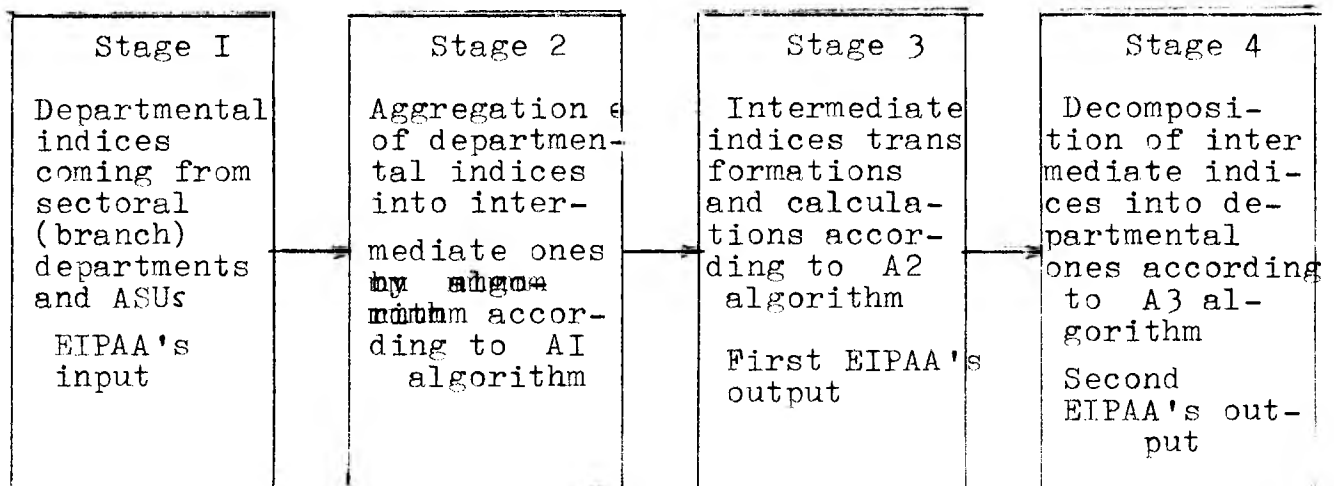 Stage I
Departmental
indices
coming from
sectoral
(branch)
departments
and ASUs
EIPAA's
input
Stage 2
Aggregation
of departmen-
tal indices
into inter-
mediate ones
accor-
ding to AI
algorithm
Stage 3
Intermediate
indices trans
formations
and calcula-
tions accor-
ding to A2
algorithm
First EIPAA's
output
Stage 4
Decomposi-
tion of inter
mediate indi-
ces into de-
partmental
ones according
to A3 al-
gorithm
Second
EIPAA's out-
put